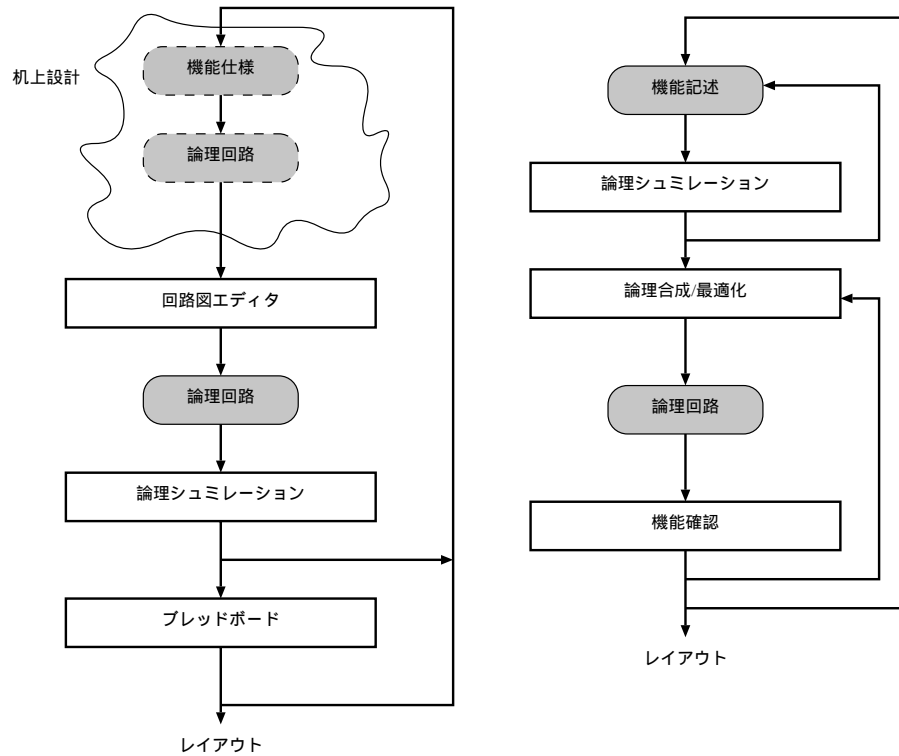 机上設計
機能仕様
論理回路
回路図エディタ
論理回路
論理シュミレーション
ブレッドボード
レイアウト
機能記述
論理シュミレーション
論理合成/最適化
論理回路
機能確認
レイアウト